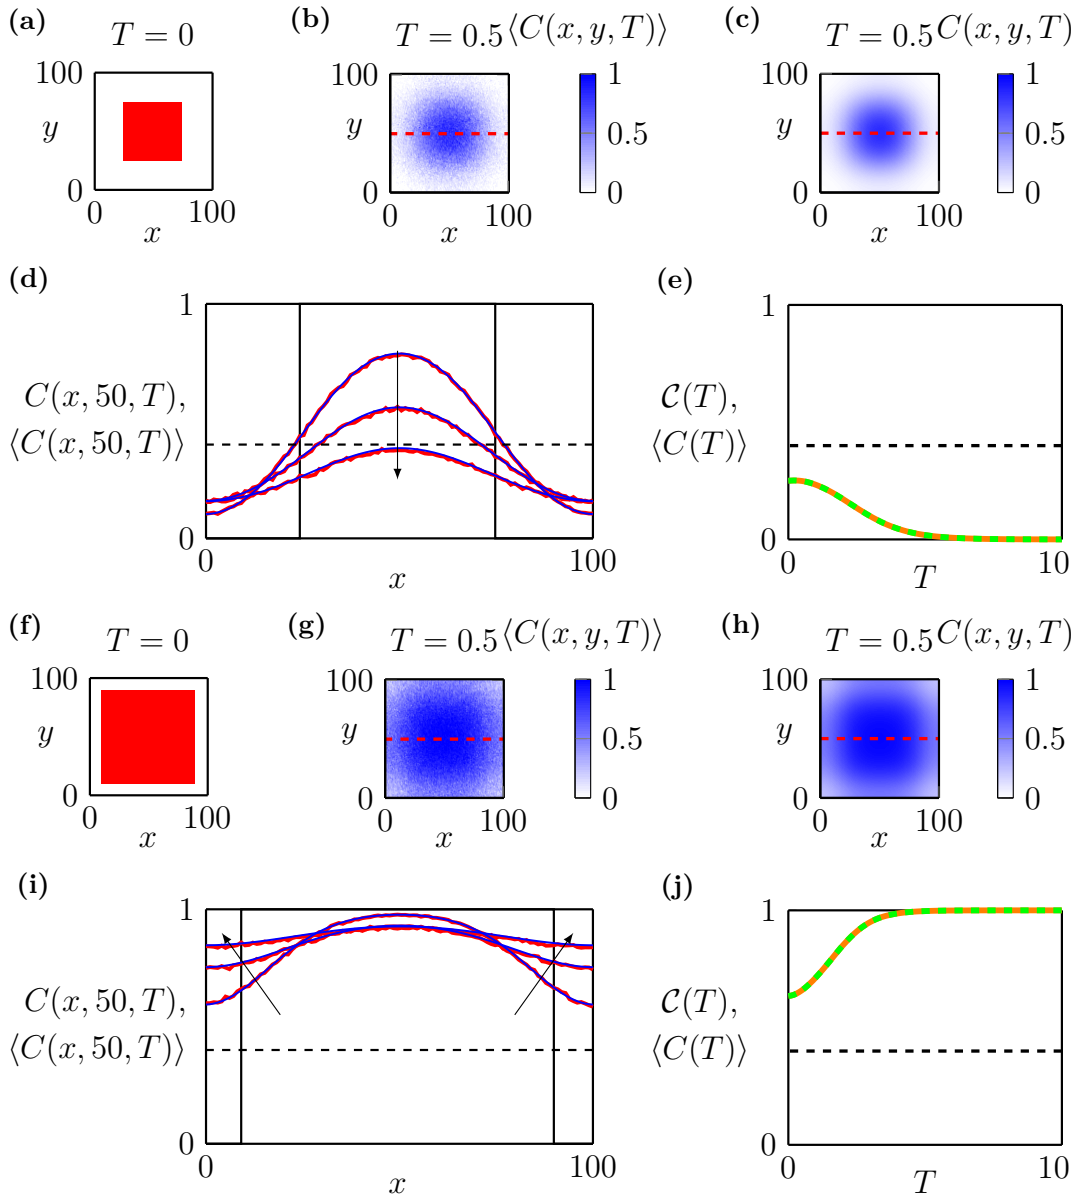 (a)
T = 0
100
y
0
0
100
x
(b)
T = 0.5 ⟨C(x, y, T)⟩
100
y
0
0
100
x
1
0.5
0
(c)
T = 0.5 C(x, y, T)
100
y
0
0
100
x
1
0.5
0
(d)
1
C(x, 50, T),
⟨C(x, 50, T)⟩
0
0
100
x
(e)
1
𝒞(T),
⟨C(T)⟩
0
0
10
T
(f)
T = 0
100
y
0
0
100
x
(g)
T = 0.5 ⟨C(x, y, T)⟩
100
y
0
0
100
x
1
0.5
0
(h)
T = 0.5 C(x, y, T)
100
y
0
0
100
x
1
0.5
0
(i)
1
C(x, 50, T),
⟨C(x, 50, T)⟩
0
0
100
x
(j)
1
𝒞(T),
⟨C(T)⟩
0
0
10
T